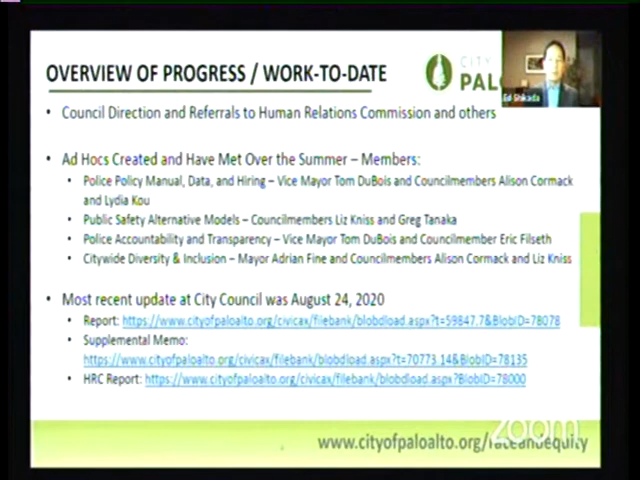 OVERVIEW OF PROGRESS / WORK-TO-DATE
CITY
PAL
Ed Shikada
• Council Direction and Referrals to Human Relations Commission and others
• Ad Hocs Created and Have Met Over the Summer – Members:
• Police Policy Manual, Data, and Hiring – Vice Mayor Tom DuBois and Councilmembers Alison Cormack
and Lydia Kou
• Public Safety Alternative Models – Councilmembers Liz Kniss and Greg Tanaka
• Police Accountability and Transparency – Vice Mayor Tom DuBois and Councilmember Eric Filseth
• Citywide Diversity & Inclusion – Mayor Adrian Fine and Councilmembers Alison Cormack and Liz Kniss
• Most recent update at City Council was August 24, 2020
• Report: https://www.cityofpaloalto.org/civicax/filebank/blobdload.aspx?t=59847.7&BlobID=78078
• Supplemental Memo:
https://www.cityofpaloalto.org/civicax/filebank/blobdload.aspx?t=70773.14&BlobID=78135
• HRC Report: https://www.cityofpaloalto.org/civicax/filebank/blobdload.aspx?BlobID=78000
www.cityofpaloalto.org/raceandequity
zoom